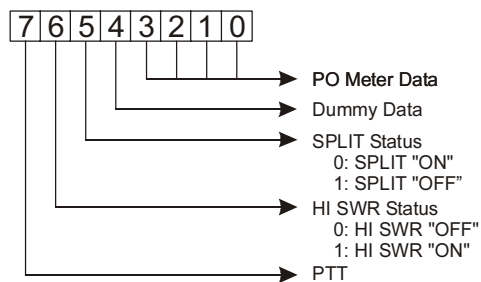 7 6 5 4 3 2 1 0
PO Meter Data
Dummy Data
SPLIT Status
0: SPLIT "ON"
1: SPLIT "OFF”
HI SWR Status
0: HI SWR "OFF"
1: HI SWR "ON"
PTT